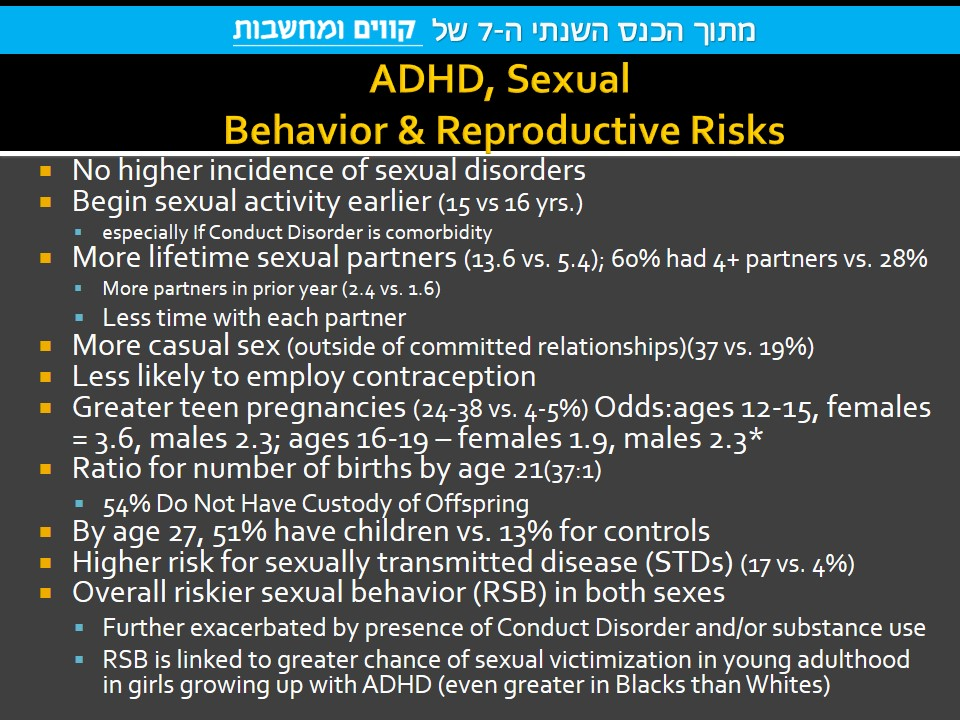 מתוך הכנס השנתי ה-7 של קווים ומחשבות
ADHD, Sexual
Behavior & Reproductive Risks
No higher incidence of sexual disorders
Begin sexual activity earlier (15 vs 16 yrs.)
especially If Conduct Disorder is comorbidity
More lifetime sexual partners (13.6 vs. 5.4); 60% had 4+ partners vs. 28%
More partners in prior year (2.4 vs. 1.6)
Less time with each partner
More casual sex (outside of committed relationships)(37 vs. 19%)
Less likely to employ contraception
Greater teen pregnancies (24-38 vs. 4-5%) Odds:ages 12-15, females
= 3.6, males 2.3; ages 16-19 – females 1.9, males 2.3*
Ratio for number of births by age 21(37:1)
54% Do Not Have Custody of Offspring
By age 27, 51% have children vs. 13% for controls
Higher risk for sexually transmitted disease (STDs) (17 vs. 4%)
Overall riskier sexual behavior (RSB) in both sexes
Further exacerbated by presence of Conduct Disorder and/or substance use
RSB is linked to greater chance of sexual victimization in young adulthood
in girls growing up with ADHD (even greater in Blacks than Whites)